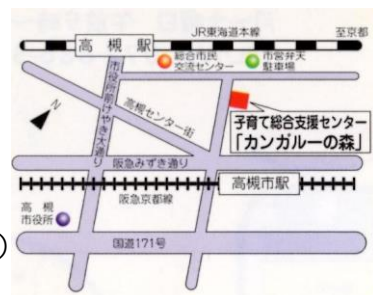 JR東海道本線
至京都
高槻駅
総合市民
交流センター
市営弁天
駐車場
市役所前けやき大通り
高槻センター街
N
子育て総合支援センター
「カンガルーの森」
阪急みずき通り
高槻市駅
阪急京都線
高槻
市役所
国道171号